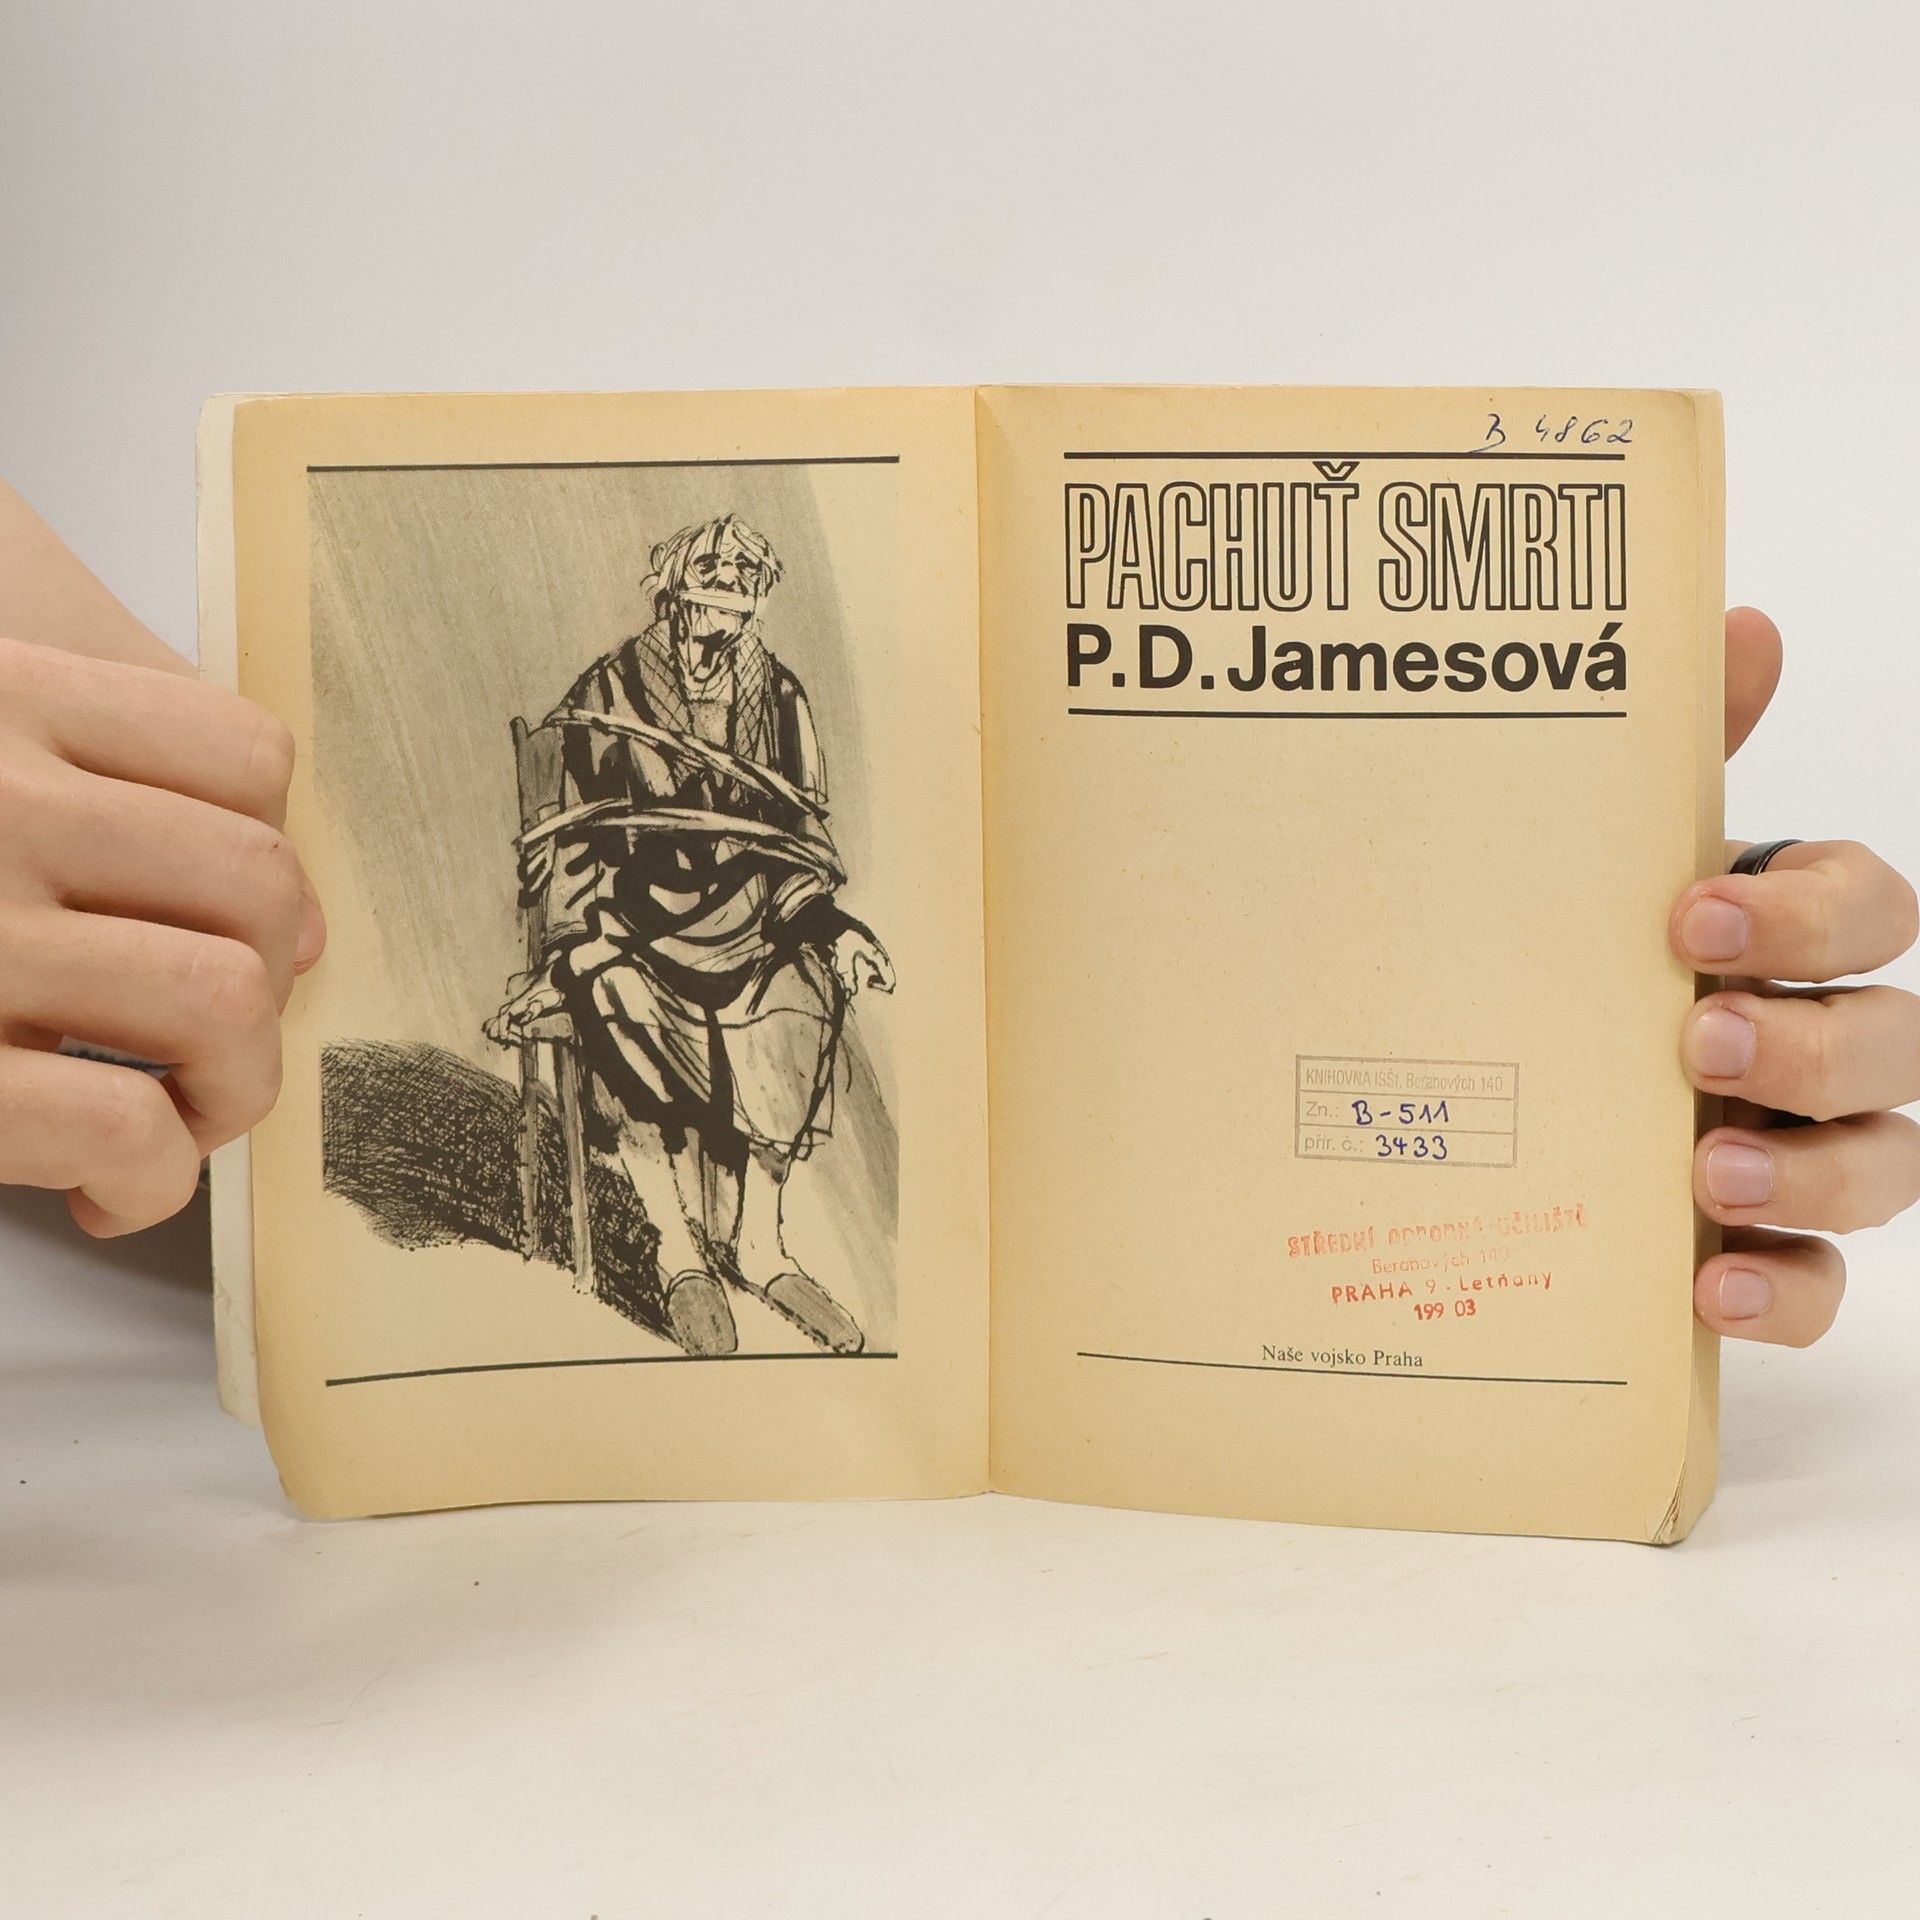 B 4862
PACHUŤ SMRTI
P. D. Jamesová
KNIHOVNA ISŠT, Beranových 140
Zn.: B-511
přír. č.: 3433
STŘEDNÍ ODBORNÉ UČILIŠTĚ
Beranových 140
PRAHA 9 - Letňany
199 03
Naše vojsko Praha